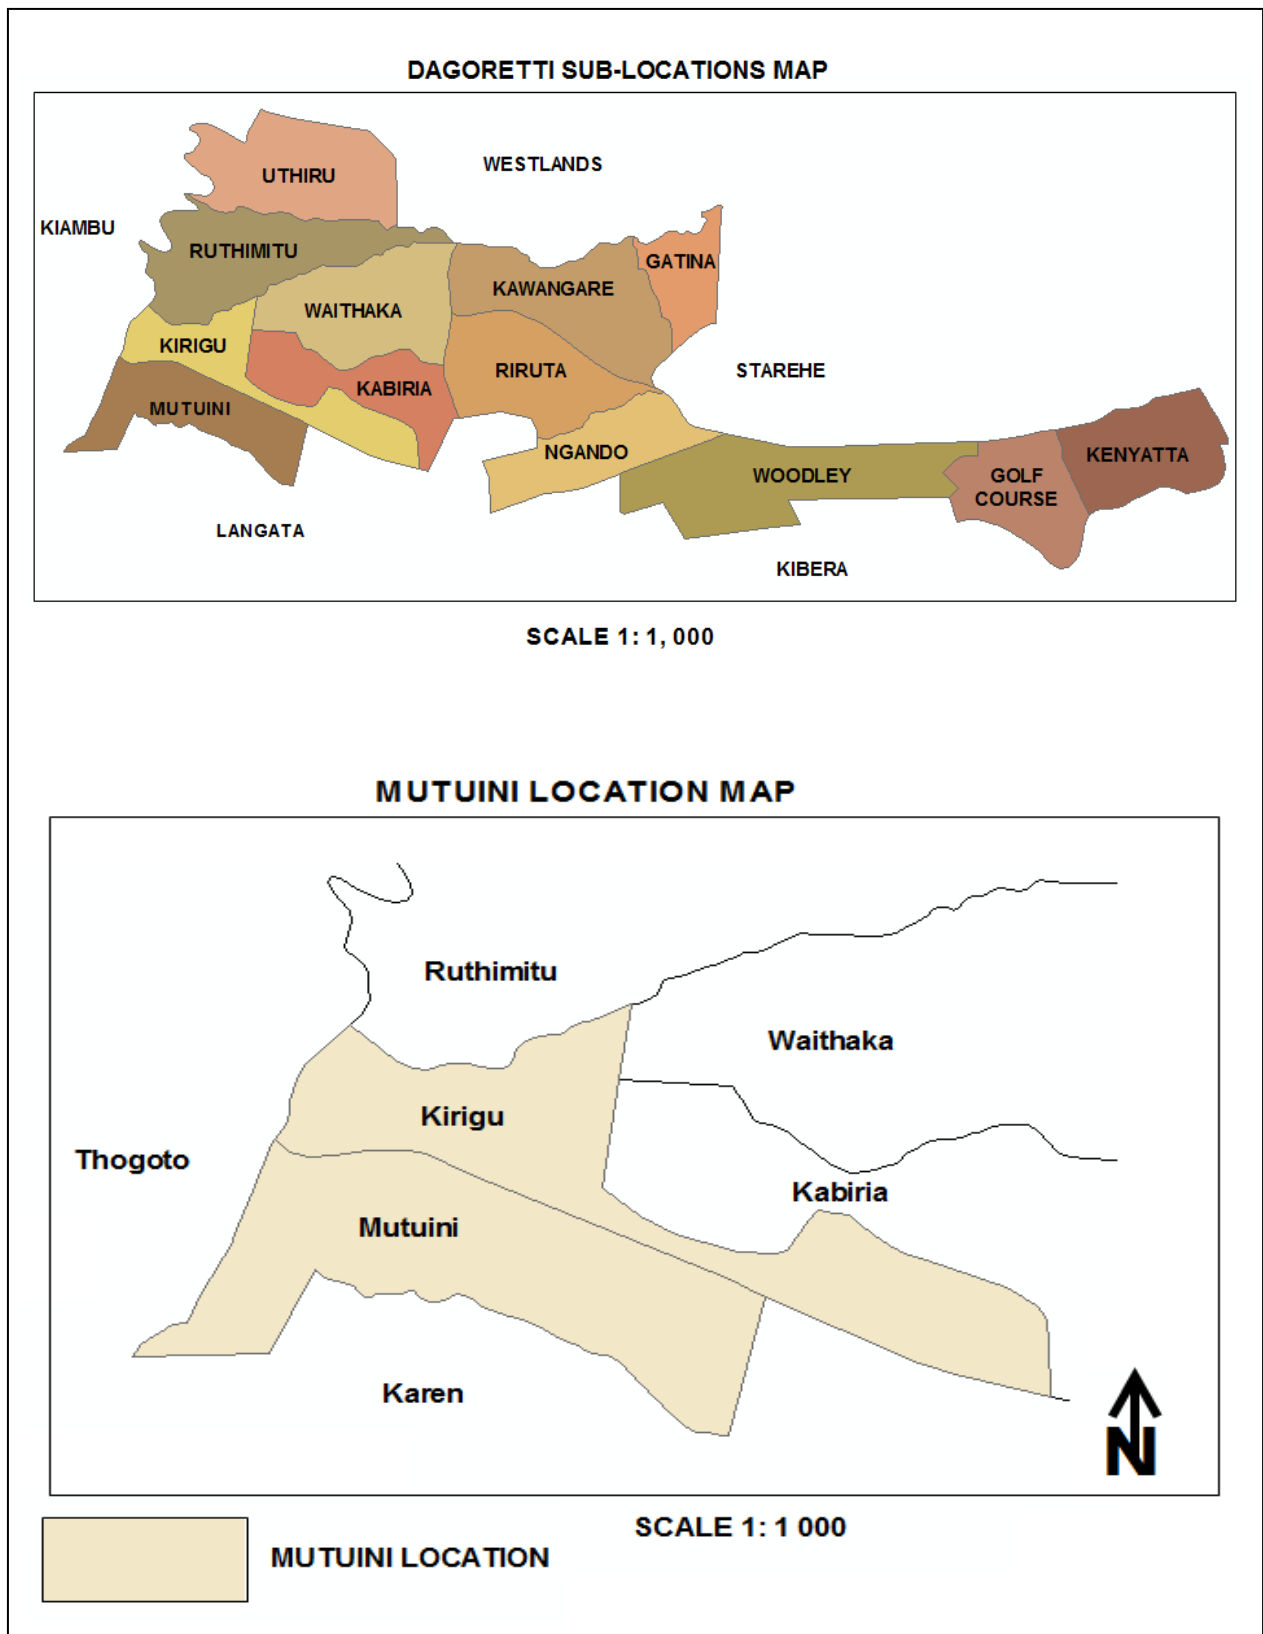 DAGORETTI SUB-LOCATIONS MAP
WESTLANDS
UTHIRU
KIAMBU
RUTHIMITU
GATINA
KAWANGARE
WAITHAKA
KIRIGU
RIRUTA
STAREHE
KABIRIA
MUTUINI
NGANDO
KENYATTA
WOODLEY
GOLF
COURSE
LANGATA
KIBERA
SCALE 1: 1, 000
MUTUINI LOCATION MAP
Ruthimitu
Waithaka
Kirigu
Thogoto
Kabiria
Mutuini
Karen
N
SCALE 1: 1 000
MUTUINI LOCATION